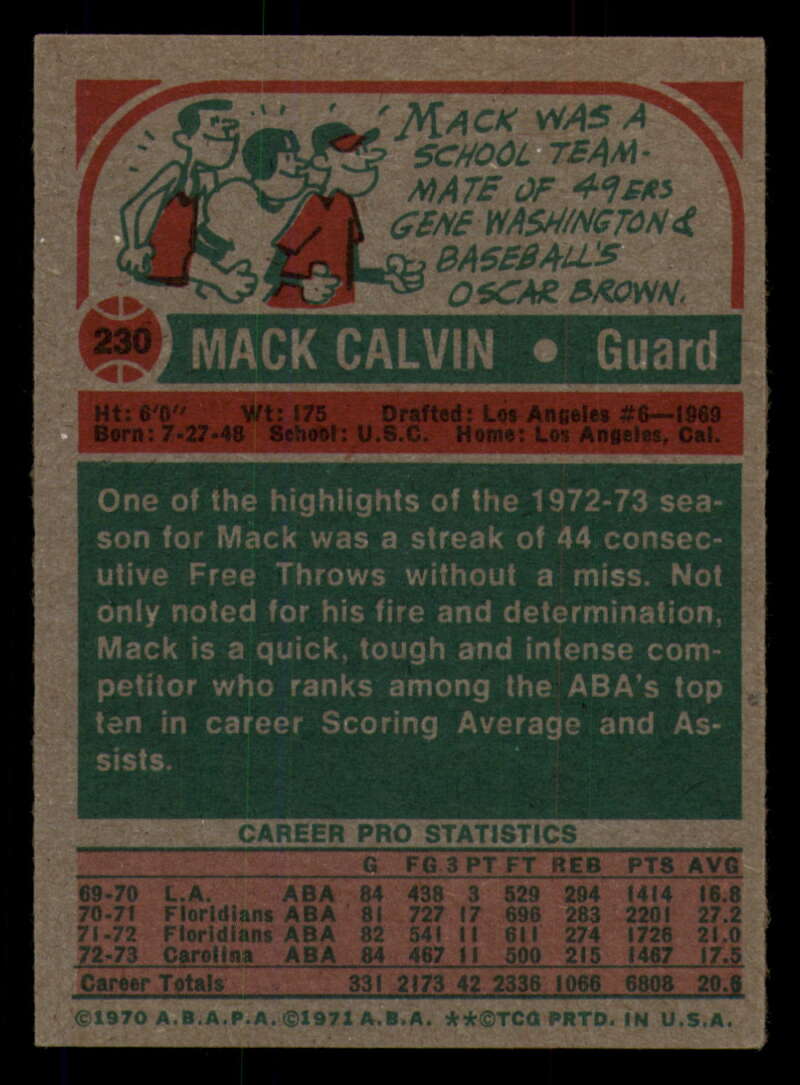 MACK WAS A
SCHOOL TEAM-
MATE OF 49ERS
GENE WASHINGTON &
BASEBALL'S
OSCAR BROWN.
230 MACK CALVIN • Guard
Ht: 6'0" Wt: 175 Drafted: Los Angeles #6—1969
Born: 7-27-48 School: U.S.C. Home: Los Angeles, Cal.
One of the highlights of the 1972-73 sea-
son for Mack was a streak of 44 consec-
utive Free Throws without a miss. Not
only noted for his fire and determination,
Mack is a quick, tough and intense com-
petitor who ranks among the ABA's top
ten in career Scoring Average and As-
sists.
CAREER PRO STATISTICS
G FG 3 PT FT REB PTS AVG
69-70 L.A. ABA 84 438 3 529 294 1414 16.8
70-71 Floridians ABA 81 727 17 696 283 2201 27.2
71-72 Floridians ABA 82 541 11 611 274 1726 21.0
72-73 Carolina ABA 84 467 11 500 215 1467 17.5
Career Totals 331 2173 42 2336 1066 6808 20.6
©1970 A.B.A.P.A. ©1971 A.B.A. **©TCG PRTD. IN U.S.A.